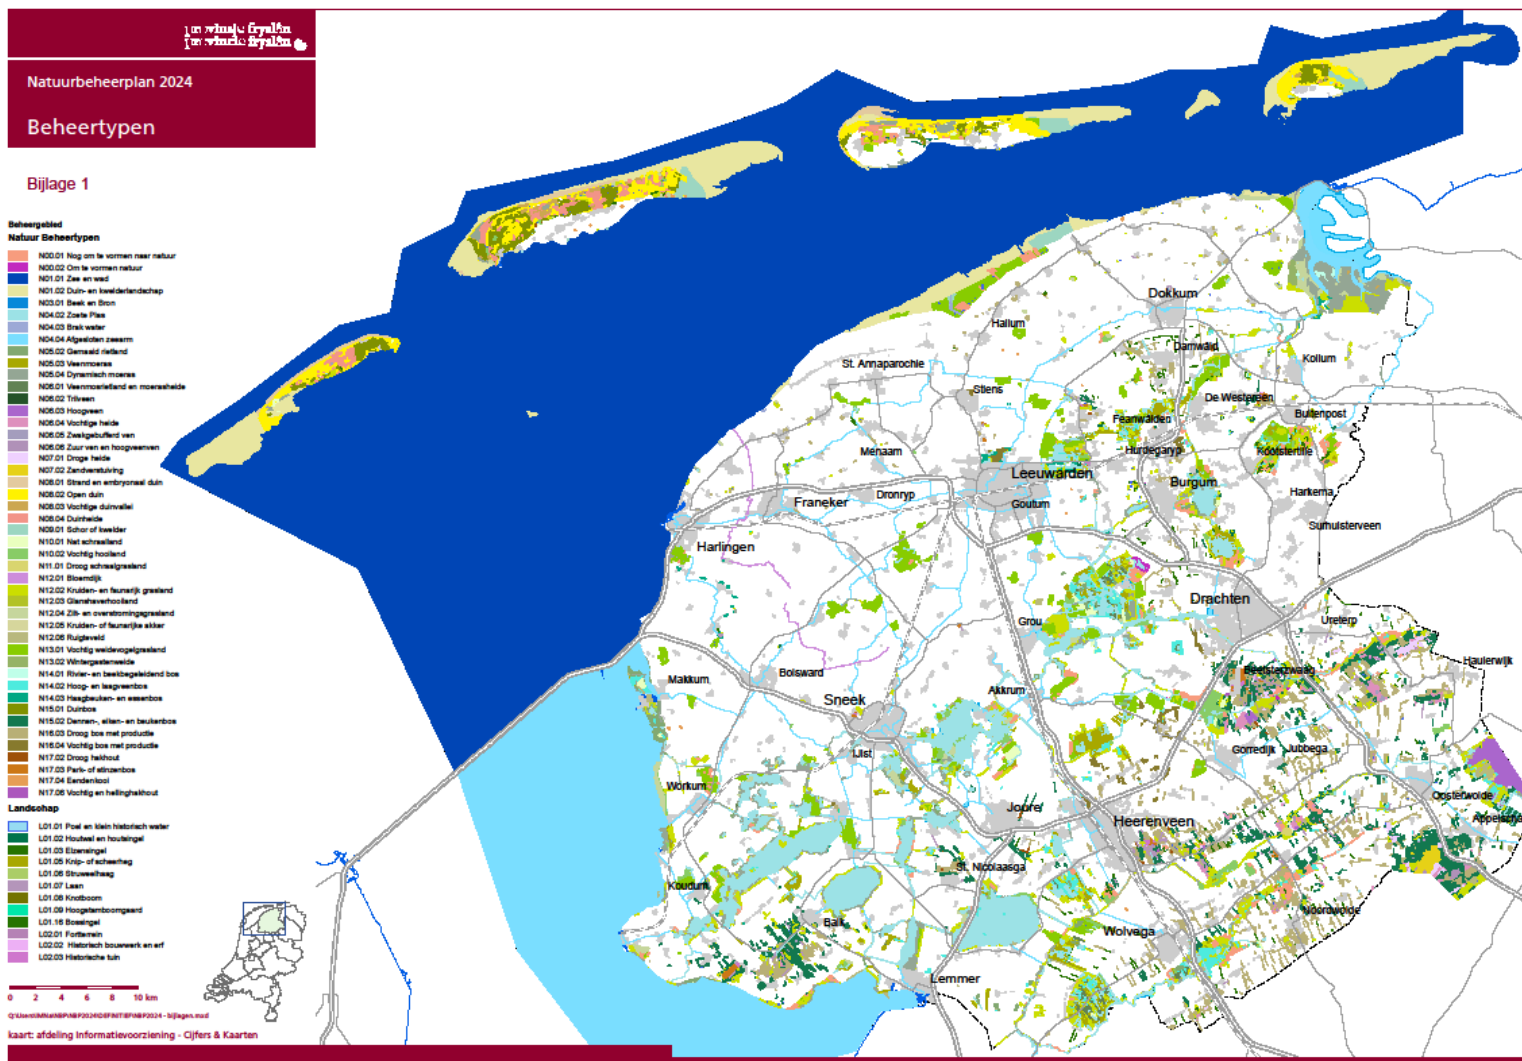 provinsje fryslân
provincie fryslân
Natuurbeheerplan 2024
Beheertypen
Bijlage 1
Beheergebied
Natuur Beheertypen
N00.01 Nog om te vormen naar natuur
N00.02 Om te vormen natuur
N01.01 Zee en wad
N01.02 Duin- en kwelderlandschap
N03.01 Beek en Bron
N04.02 Zoete Plas
N04.03 Brak water
N04.04 Afgesloten zeearm
N05.02 Gemaaid rietland
N05.03 Veenmoeras
N05.04 Dynamisch moeras
N06.01 Veenmosrietland en moerasheide
N06.02 Trilveen
N06.03 Hoogveen
N06.04 Vochtige heide
N06.05 Zwakgebufferd ven
N06.06 Zuur ven en hoogveenven
N07.01 Droge heide
N07.02 Zandverstuiving
N08.01 Strand en embryonaal duin
N08.02 Open duin
N08.03 Vochtige duinvallei
N08.04 Duinheide
N09.01 Schor of kwelder
N10.01 Nat schraalland
N10.02 Vochtig hooiland
N11.01 Droog schraalgrasland
N12.01 Bloemdijk
N12.02 Kruiden- en faunarijk grasland
N12.03 Glanshaverhooiland
N12.04 Zilt- en overstromingsgrasland
N12.05 Kruiden- of faunarijke akker
N12.06 Ruigteveld
N13.01 Vochtig weidevogelgrasland
N13.02 Wintergastenweide
N14.01 Rivier- en beekbegeleidend bos
N14.02 Hoog- en laagveenbos
N14.03 Haagbeuken- en essenbos
N15.01 Duinbos
N15.02 Dennen-, eiken- en beukenbos
N16.03 Droog bos met productie
N16.04 Vochtig bos met productie
N17.02 Droog hakhout
N17.03 Park- of stinzenbos
N17.04 Eendenkooi
N17.06 Vochtig en hellinghakhout
Landschap
L01.01 Poel en klein historisch water
L01.02 Houtwal en houtsingel
L01.03 Elzensingel
L01.05 Knip- of scheerheg
L01.06 Struweelhaag
L01.07 Laan
L01.08 Knotboom
L01.09 Hoogstamboomgaard
L01.16 Bossingel
L02.01 Fortterrein
L02.02 Historisch bouwwerk en erf
L02.03 Historische tuin
0 2 4 6 8 10 km
kaart: afdeling Informatievoorziening - Cijfers & Kaarten
Dokkum
Hallum
Damwald
Kollum
St. Annaparochie
Stiens
De Westereen
Buitenpost
Feanwâlden
Menaam
Hurdegaryp
Kootstertille
Leeuwarden
Burgum
Franeker
Dronryp
Goutum
Harkema
Surhuisterveen
Harlingen
Drachten
Grou
Ureterp
Haulerwijk
Makkum
Bolsward
Beetsterzwaag
Akkrum
Sneek
IJlst
Gorredijk
Jubbega
Workum
Oosterwolde
Joure
Heerenveen
Appelscha
St. Nicolaasga
Koudum
Noordwolde
Balk
Wolvega
Lemmer